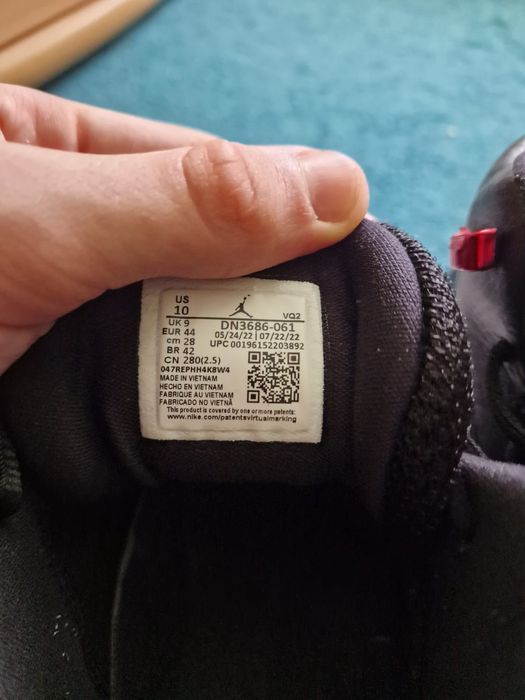 US
10
VQ2
UK 9
EUR 44
cm 28
BR 42
CN 280(2.5)
DN3686-061
05/24/22 07/22/22
UPC 00196152203892
047REPHH4K8W4
MADE IN VIETNAM
HECHO EN VIETNAM
FABRIQUE AU VIETNAM
FABRICADO NO VIETNÃ
This product is covered by one or more patents:
www.nike.com/patentsvirtualmarking